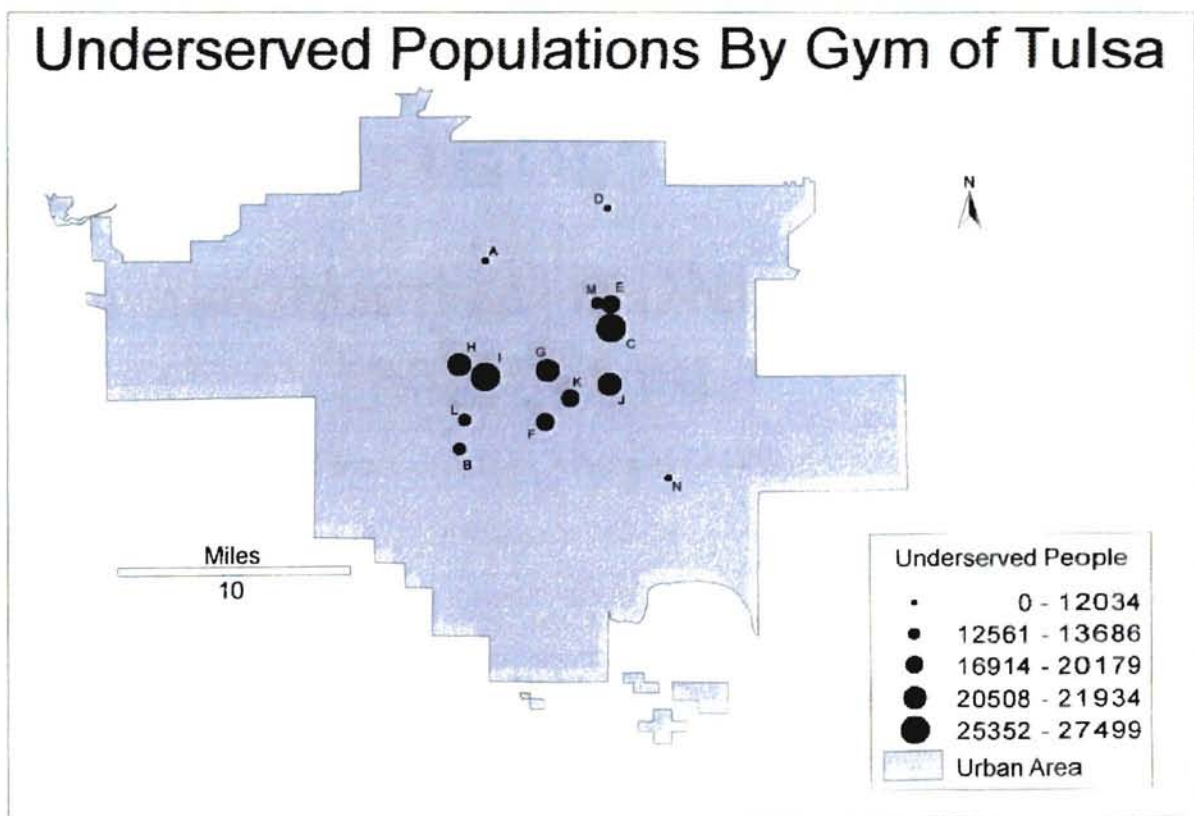 Underserved Populations By Gym of Tulsa
N
D
A
M E
C
H I G
K J
L F
B
N
Miles
10
Underserved People
0 - 12034
12561 - 13686
16914 - 20179
20508 - 21934
25352 - 27499
Urban Area